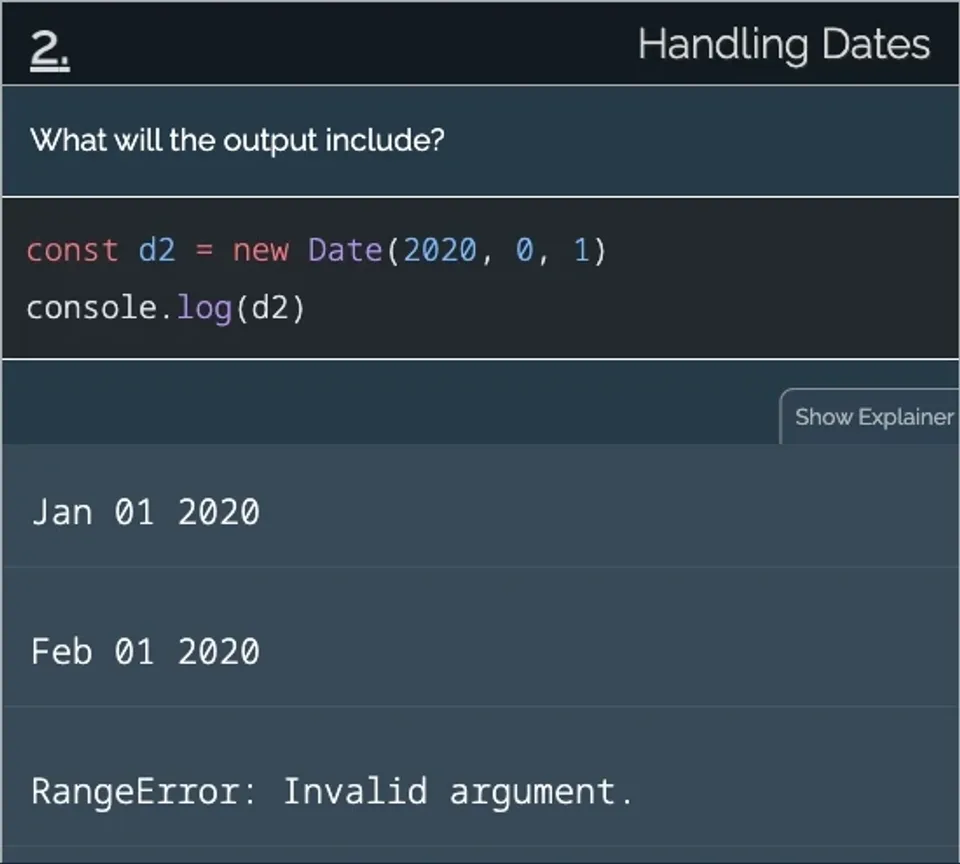 2.
Handling Dates
What will the output include?
const d2 = new Date(2020, 0, 1)
console.log(d2)
Show Explainer
Jan 01 2020
Feb 01 2020
RangeError: Invalid argument.